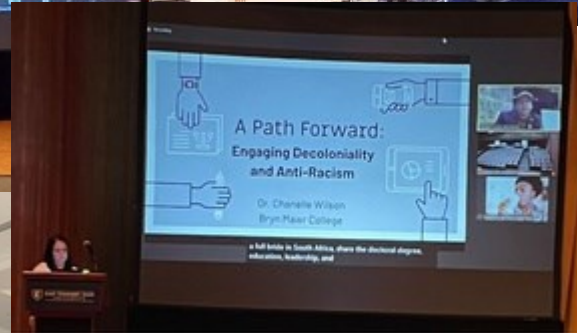 A Path Forward:
Engaging Decoloniality
and Anti-Racism
Dr. Chanelle Wilson
Bryn Mawr College
a full bride in South Africa, share the doctoral degree,
education, leadership, and